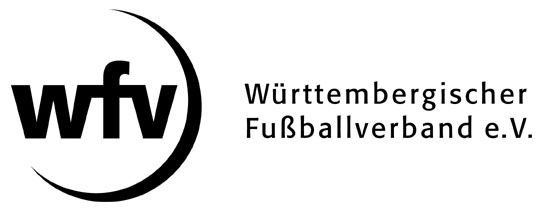 wfv
Württembergischer
Fußballverband e.V.